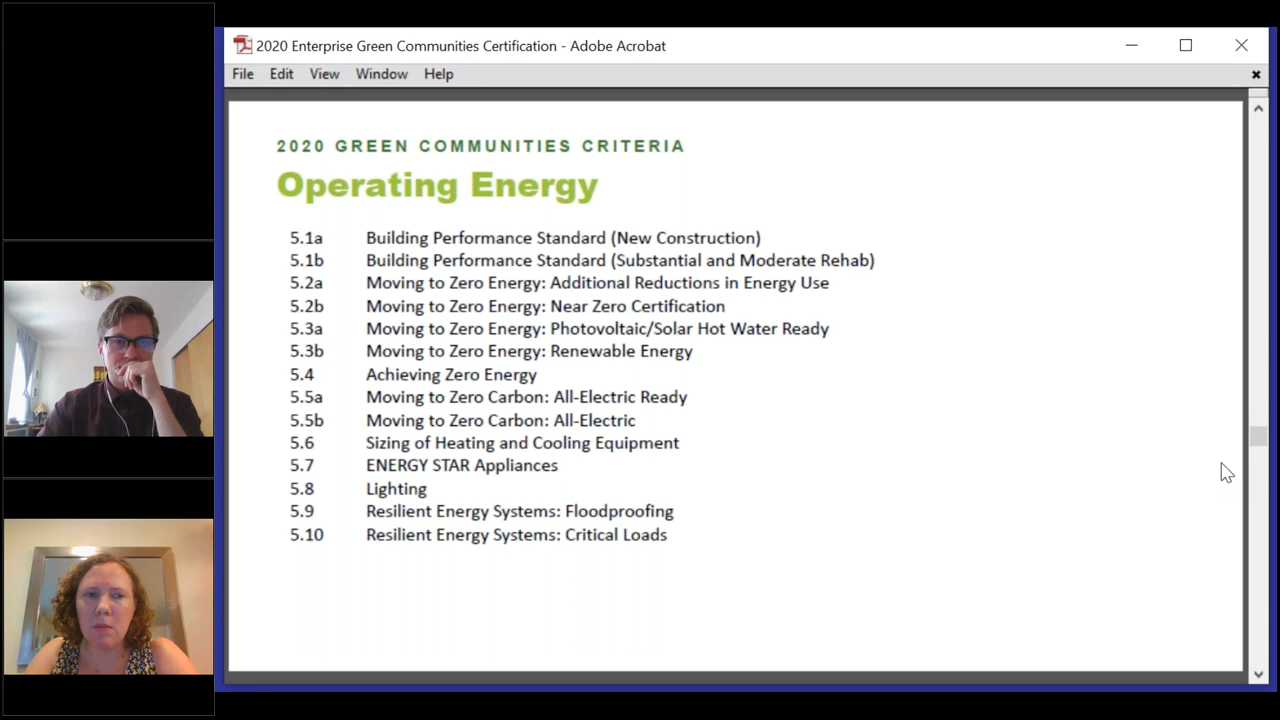 2020 Enterprise Green Communities Certification - Adobe Acrobat
File Edit View Window Help
2020 GREEN COMMUNITIES CRITERIA
Operating Energy
5.1a Building Performance Standard (New Construction)
5.1b Building Performance Standard (Substantial and Moderate Rehab)
5.2a Moving to Zero Energy: Additional Reductions in Energy Use
5.2b Moving to Zero Energy: Near Zero Certification
5.3a Moving to Zero Energy: Photovoltaic/Solar Hot Water Ready
5.3b Moving to Zero Energy: Renewable Energy
5.4 Achieving Zero Energy
5.5a Moving to Zero Carbon: All-Electric Ready
5.5b Moving to Zero Carbon: All-Electric
5.6 Sizing of Heating and Cooling Equipment
5.7 ENERGY STAR Appliances
5.8 Lighting
5.9 Resilient Energy Systems: Floodproofing
5.10 Resilient Energy Systems: Critical Loads